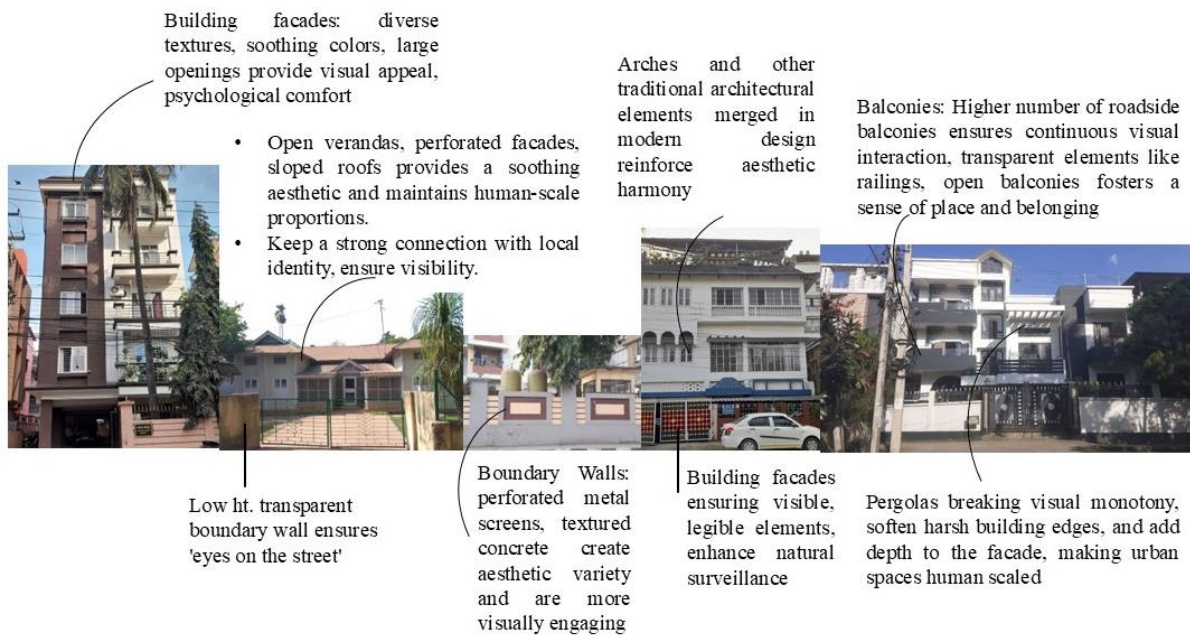 Building facades: diverse
textures, soothing colors, large
openings provide visual appeal,
psychological comfort
• Open verandas, perforated facades,
sloped roofs provides a soothing
aesthetic and maintains human-scale
proportions.
• Keep a strong connection with local
identity, ensure visibility.
Arches and other
traditional architectural
elements merged in
modern design
reinforce aesthetic
harmony
Balconies: Higher number of roadside
balconies ensures continuous visual
interaction, transparent elements like
railings, open balconies fosters a
sense of place and belonging
Low ht. transparent
boundary wall ensures
'eyes on the street'
Boundary Walls:
perforated metal
screens, textured
concrete create
aesthetic variety
and are more
visually engaging
Building facades
ensuring visible,
legible elements,
enhance natural
surveillance
Pergolas breaking visual monotony,
soften harsh building edges, and add
depth to the facade, making urban
spaces human scaled